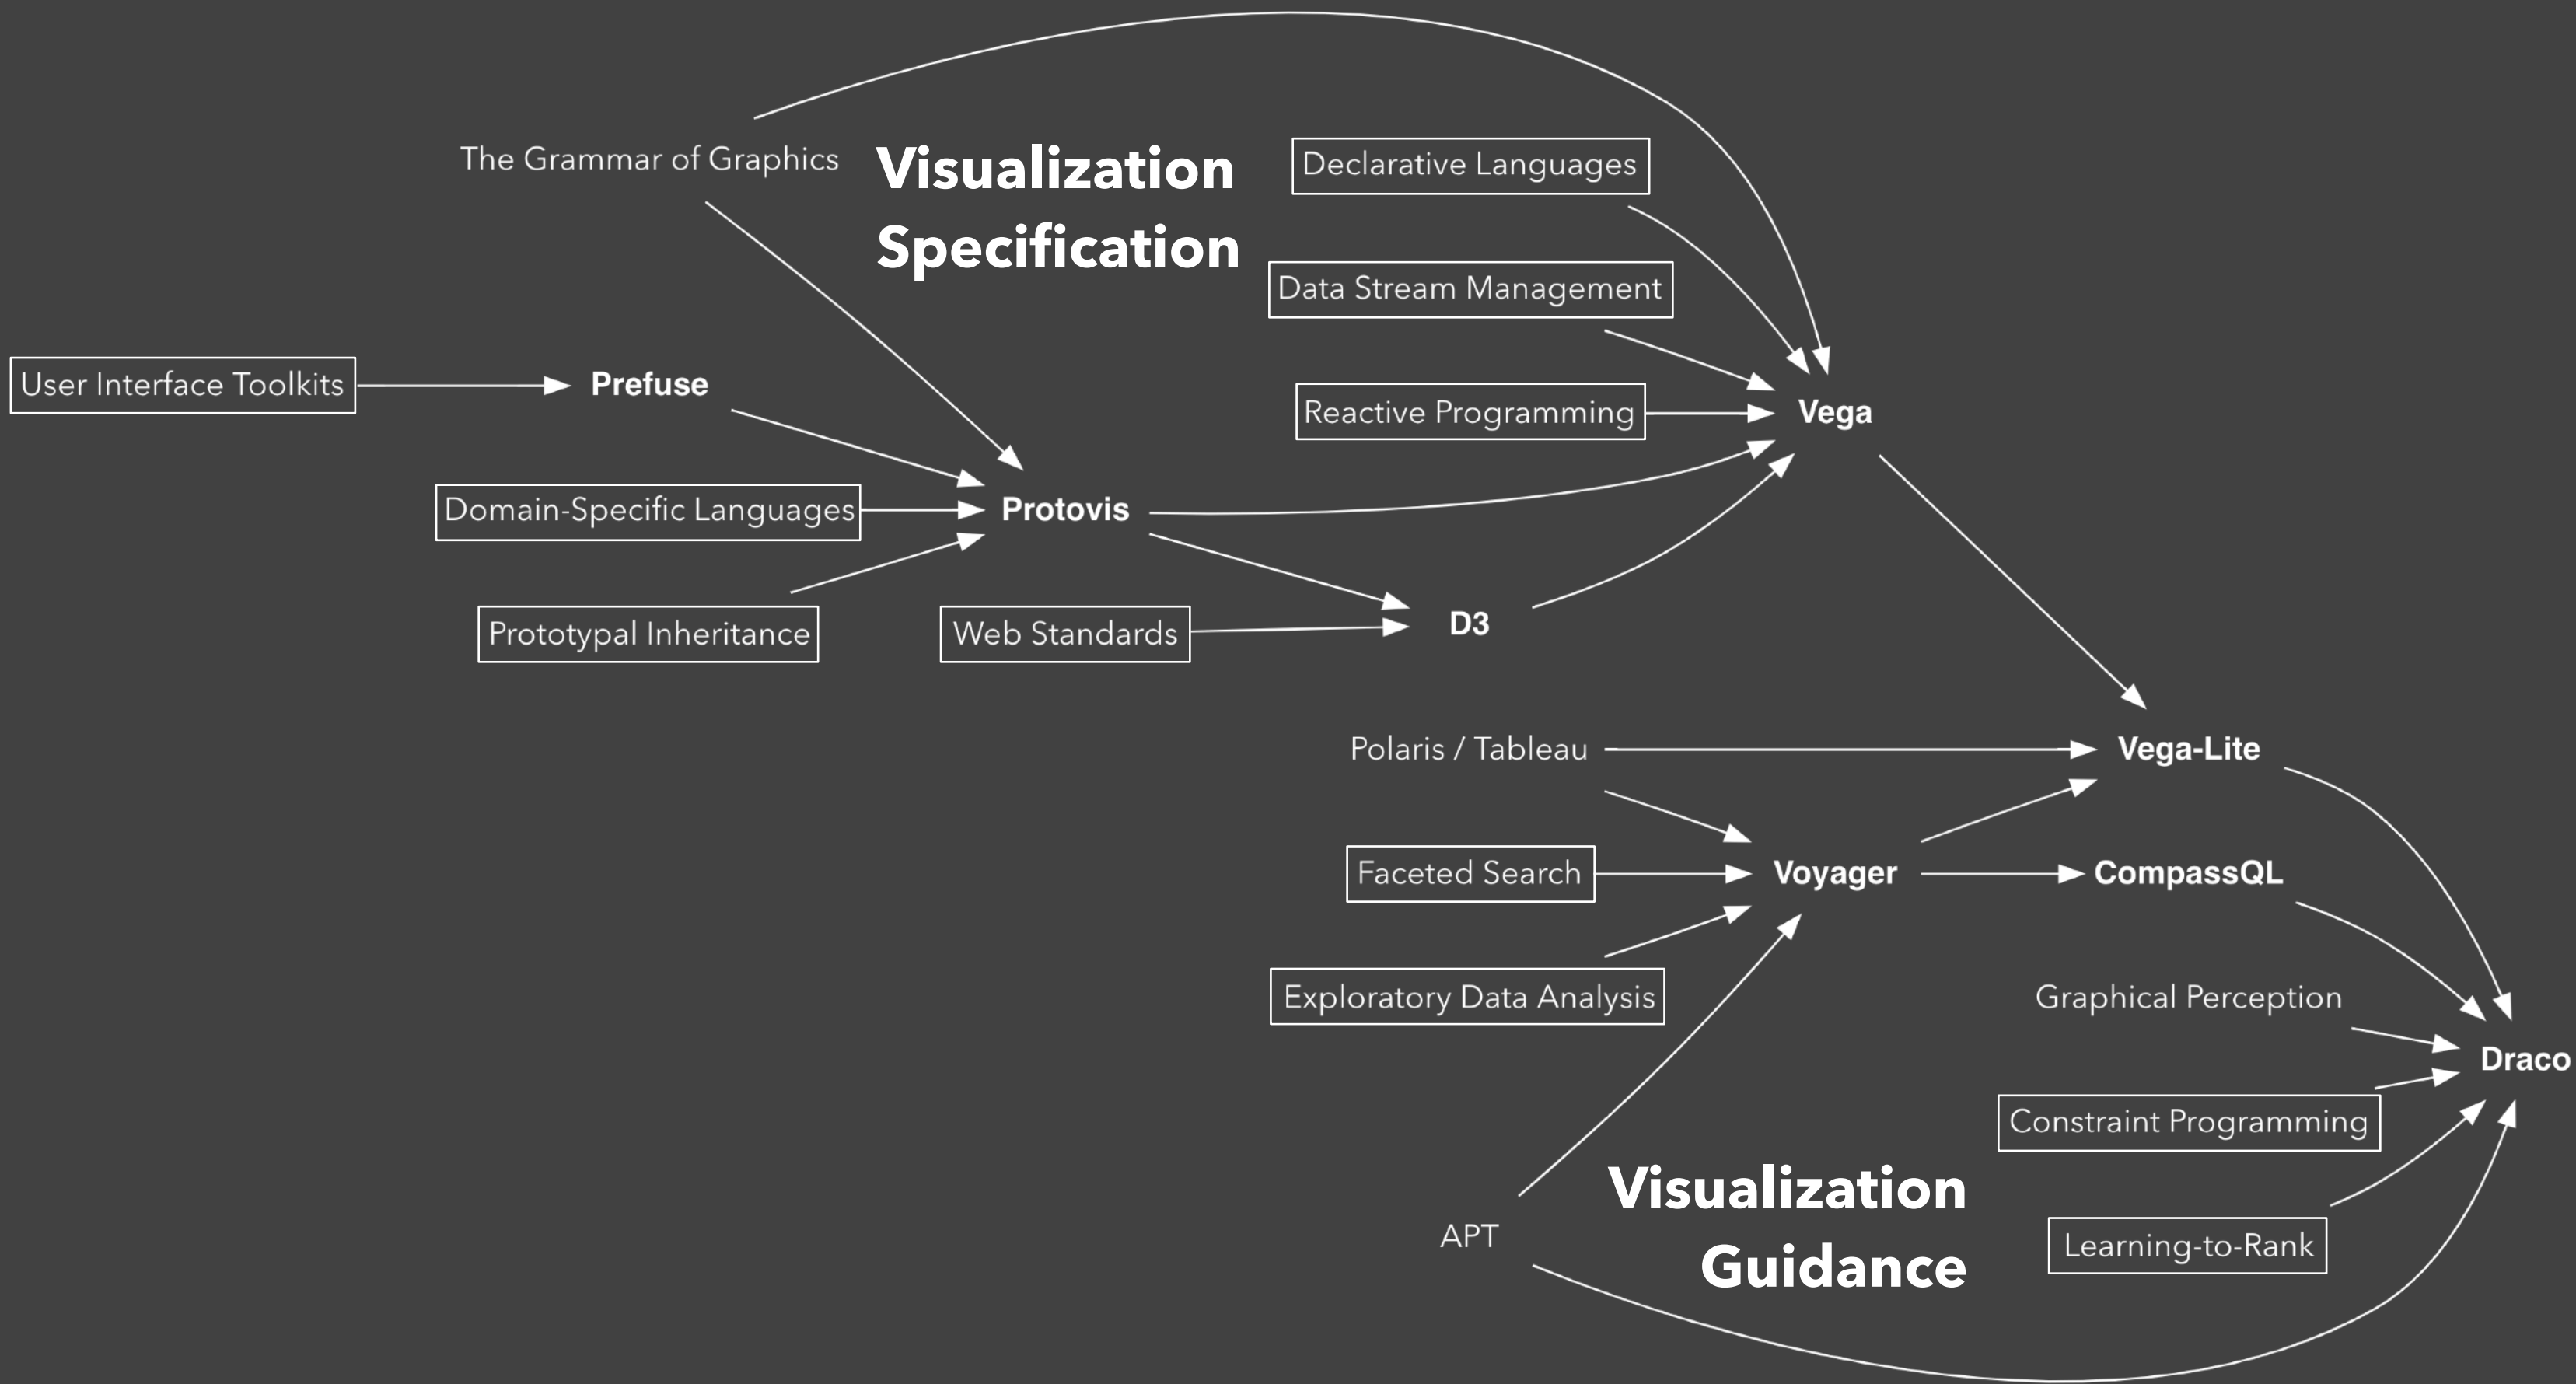 The Grammar of Graphics
Visualization
Specification
Declarative Languages
Data Stream Management
User Interface Toolkits
Prefuse
Reactive Programming
Vega
Domain-Specific Languages
Protovis
Prototypal Inheritance
Web Standards
D3
Polaris / Tableau
Vega-Lite
Faceted Search
Voyager
CompassQL
Exploratory Data Analysis
Graphical Perception
Draco
Constraint Programming
Visualization
Guidance
APT
Learning-to-Rank